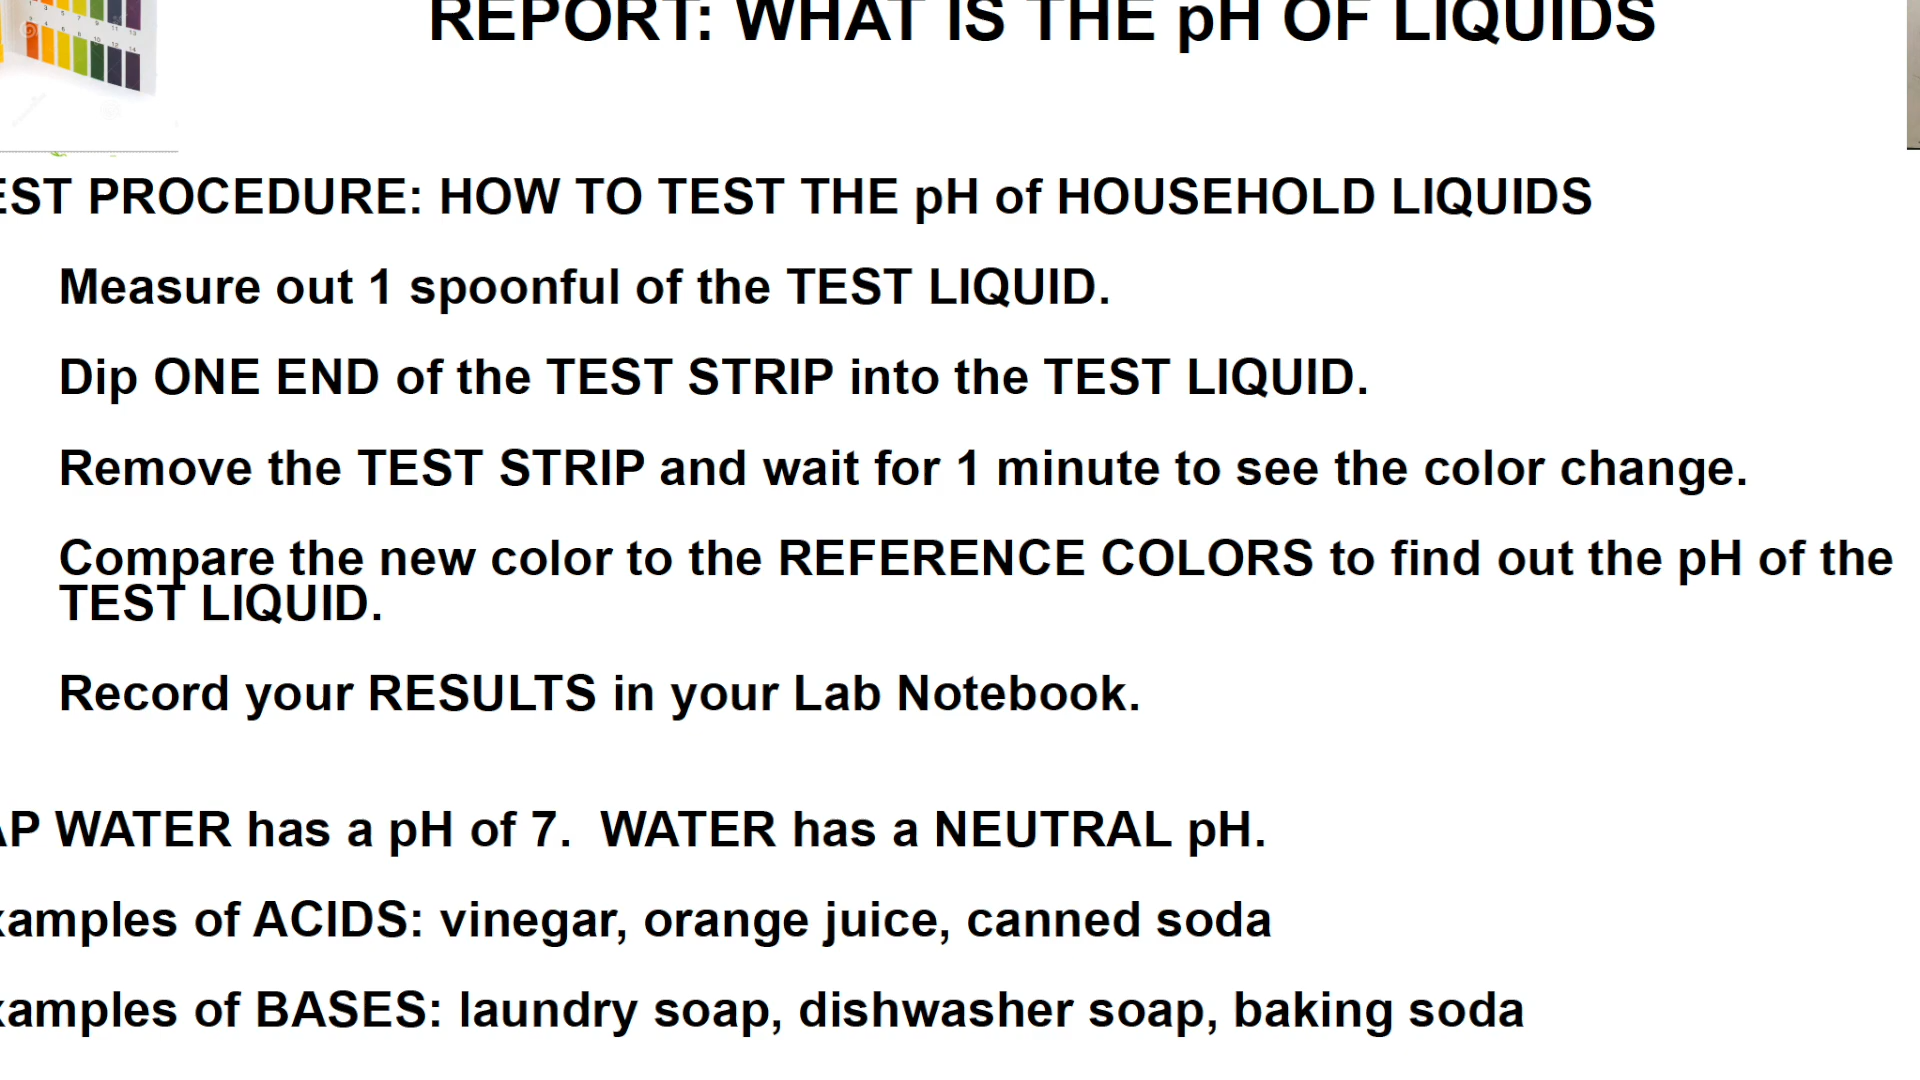 REPORT: WHAT IS THE pH OF LIQUIDS
EST PROCEDURE: HOW TO TEST THE pH of HOUSEHOLD LIQUIDS
Measure out 1 spoonful of the TEST LIQUID.
Dip ONE END of the TEST STRIP into the TEST LIQUID.
Remove the TEST STRIP and wait for 1 minute to see the color change.
Compare the new color to the REFERENCE COLORS to find out the pH of the
TEST LIQUID.
Record your RESULTS in your Lab Notebook.
AP WATER has a pH of 7.  WATER has a NEUTRAL pH.
xamples of ACIDS: vinegar, orange juice, canned soda
xamples of BASES: laundry soap, dishwasher soap, baking soda